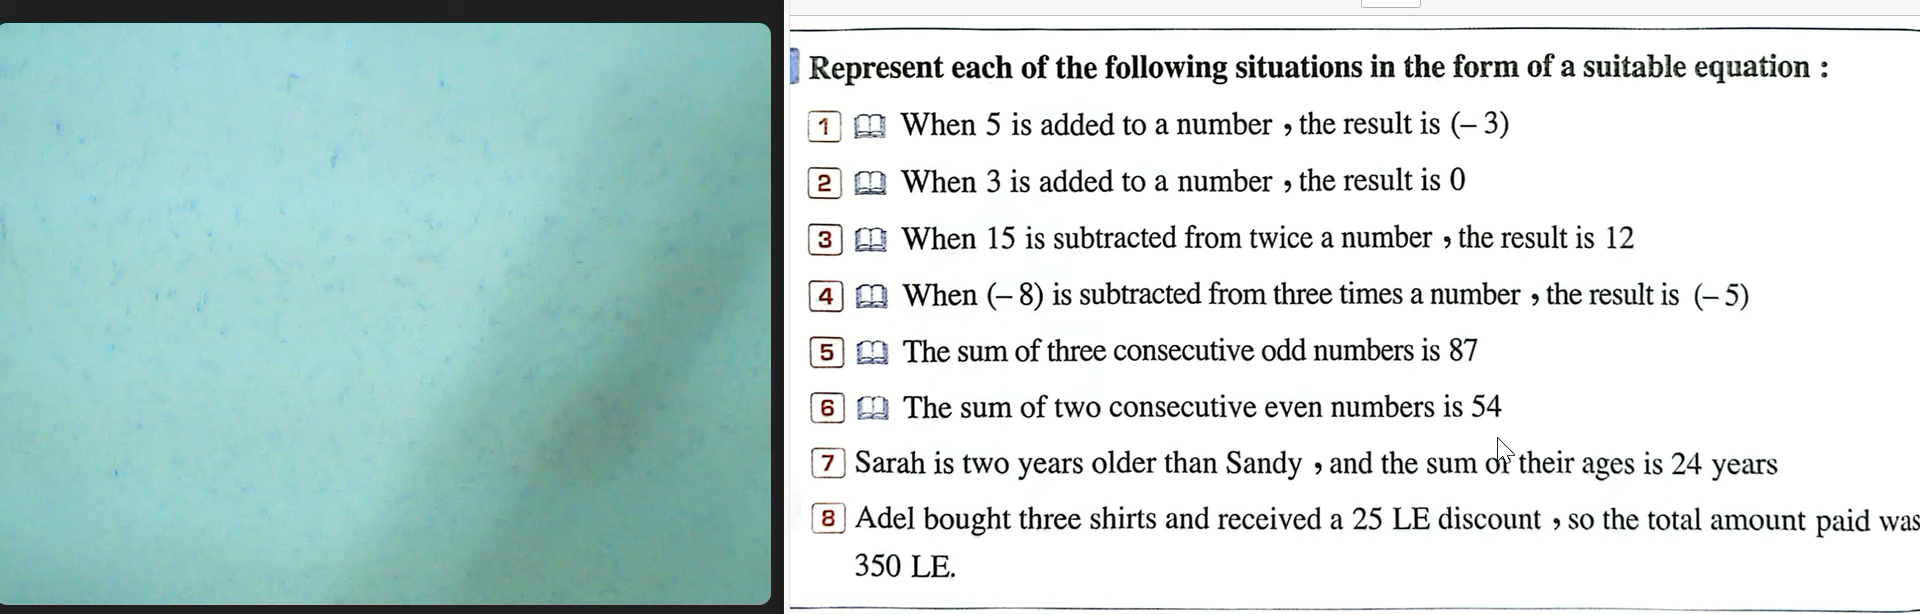 Represent each of the following situations in the form of a suitable equation :
1 When 5 is added to a number , the result is (– 3)
2 When 3 is added to a number , the result is 0
3 When 15 is subtracted from twice a number , the result is 12
4 When (– 8) is subtracted from three times a number , the result is (– 5)
5 The sum of three consecutive odd numbers is 87
6 The sum of two consecutive even numbers is 54
7 Sarah is two years older than Sandy , and the sum of their ages is 24 years
8 Adel bought three shirts and received a 25 LE discount , so the total amount paid was
350 LE.